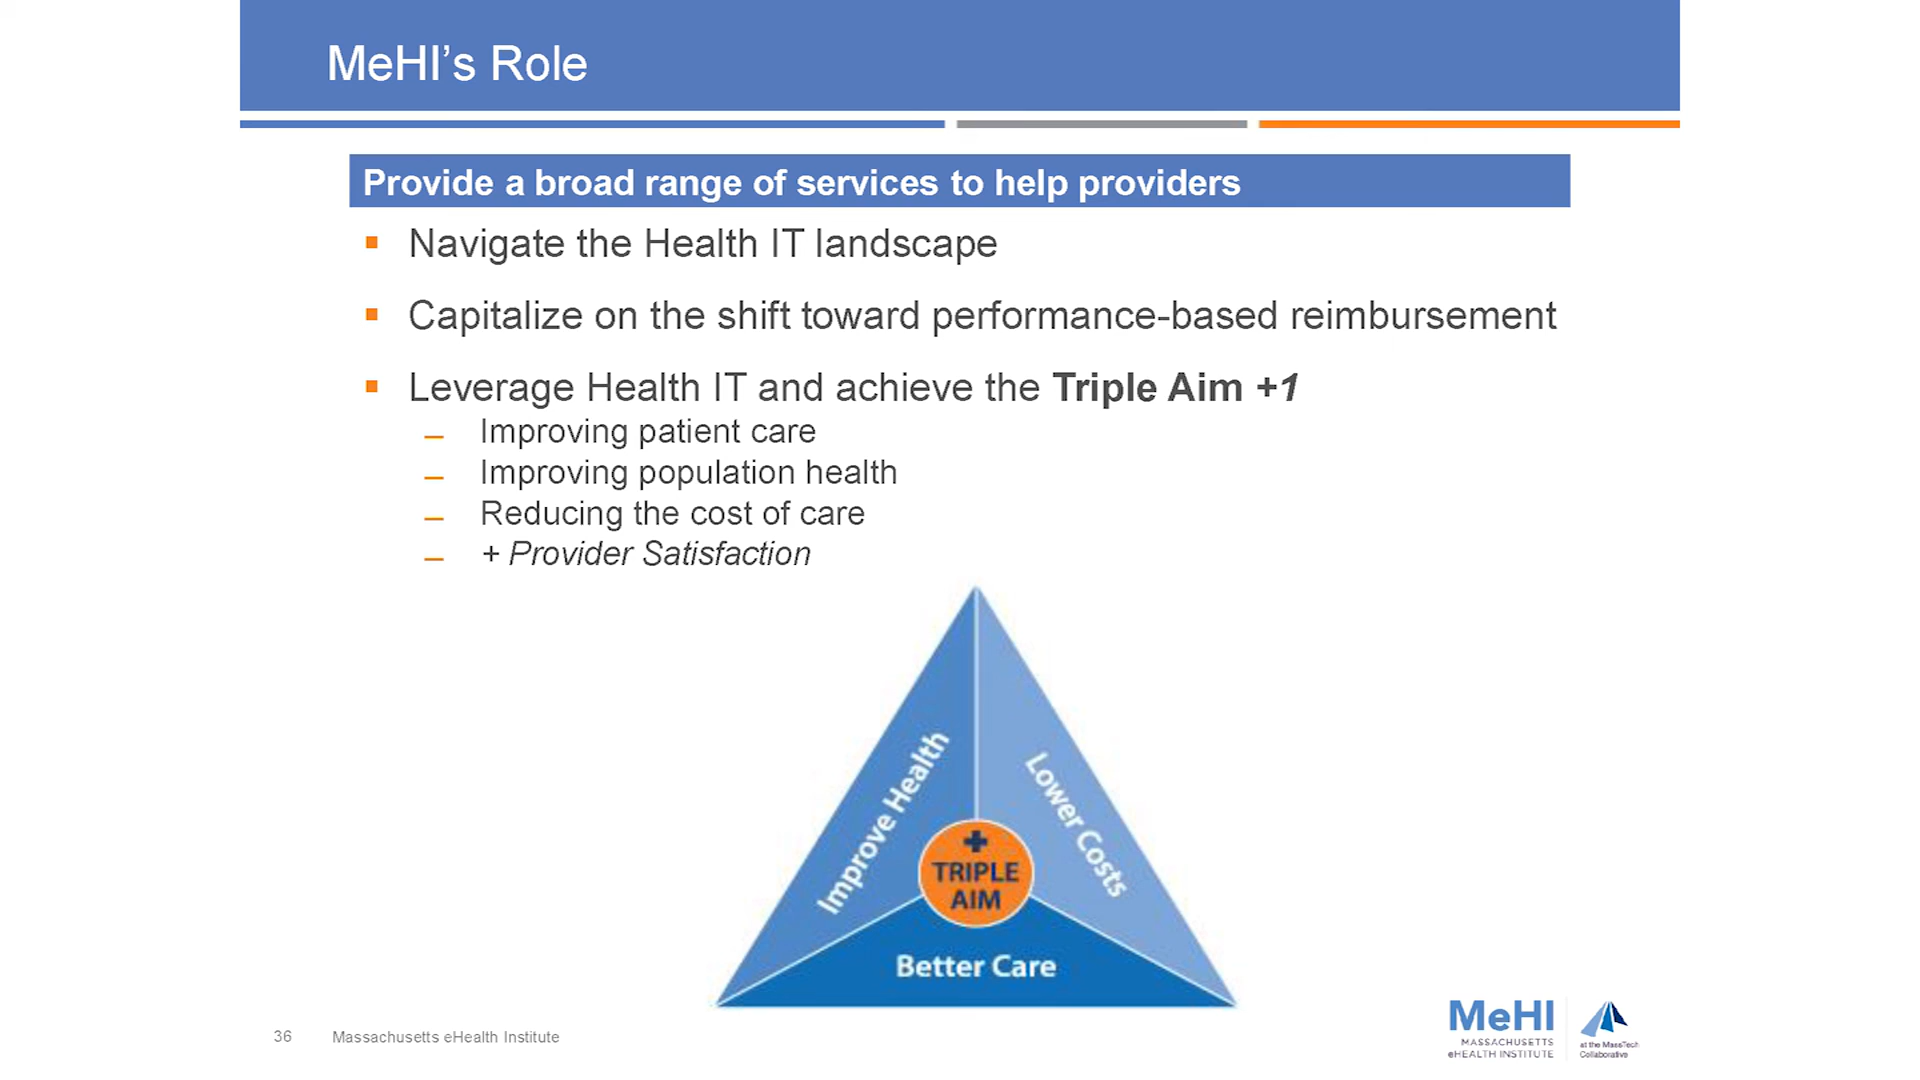 MeHI’s Role
Provide a broad range of services to help providers
Navigate the Health IT landscape
Capitalize on the shift toward performance-based reimbursement
Leverage Health IT and achieve the Triple Aim +1
Improving patient care
Improving population health
Reducing the cost of care
+ Provider Satisfaction
Improve Health
Lower Costs
+
TRIPLE
AIM
Better Care
36
Massachusetts eHealth Institute
MeHI
MASSACHUSETTS
eHEALTH INSTITUTE
at the MassTech
Collaborative